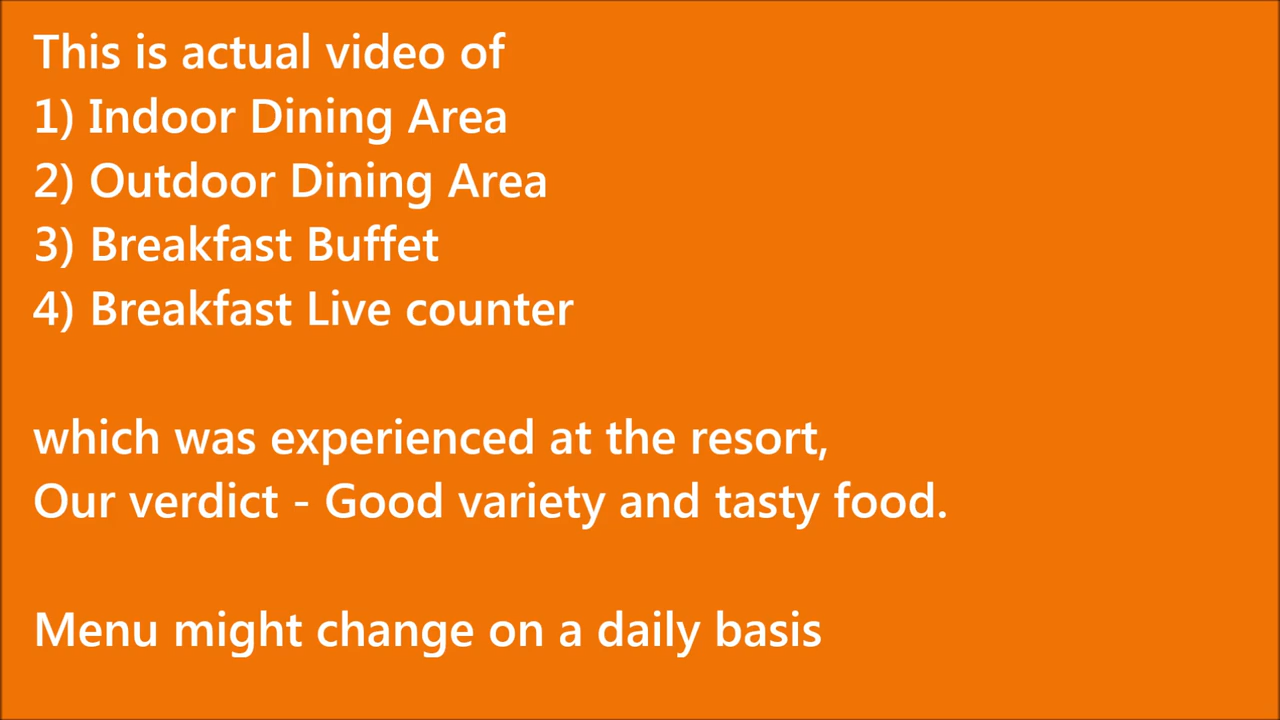 This is actual video of
1) Indoor Dining Area
2) Outdoor Dining Area
3) Breakfast Buffet
4) Breakfast Live counter
which was experienced at the resort,
Our verdict - Good variety and tasty food.
Menu might change on a daily basis